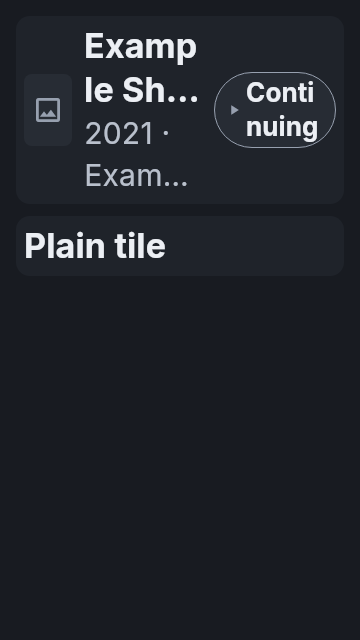 Examp
le Sh...
2021 ·
Exam...
Conti
nuing
Plain tile